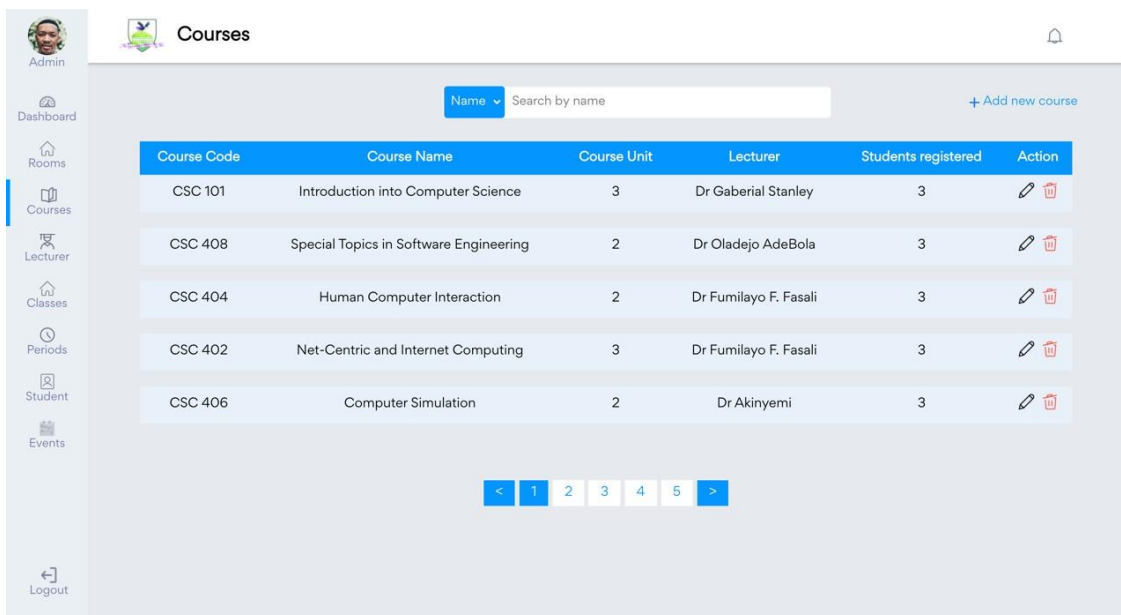 Admin
Courses
Dashboard
Rooms
Courses
Lecturer
Classes
Periods
Student
Events
Logout
Name Search by name
+ Add new course
Course Code Course Name Course Unit Lecturer Students registered Action
CSC 101 Introduction into Computer Science 3 Dr Gaberial Stanley 3
CSC 408 Special Topics in Software Engineering 2 Dr Oladejo AdeBola 3
CSC 404 Human Computer Interaction 2 Dr Fumilayo F. Fasali 3
CSC 402 Net-Centric and Internet Computing 3 Dr Fumilayo F. Fasali 3
CSC 406 Computer Simulation 2 Dr Akinyemi 3
< 1 2 3 4 5 >